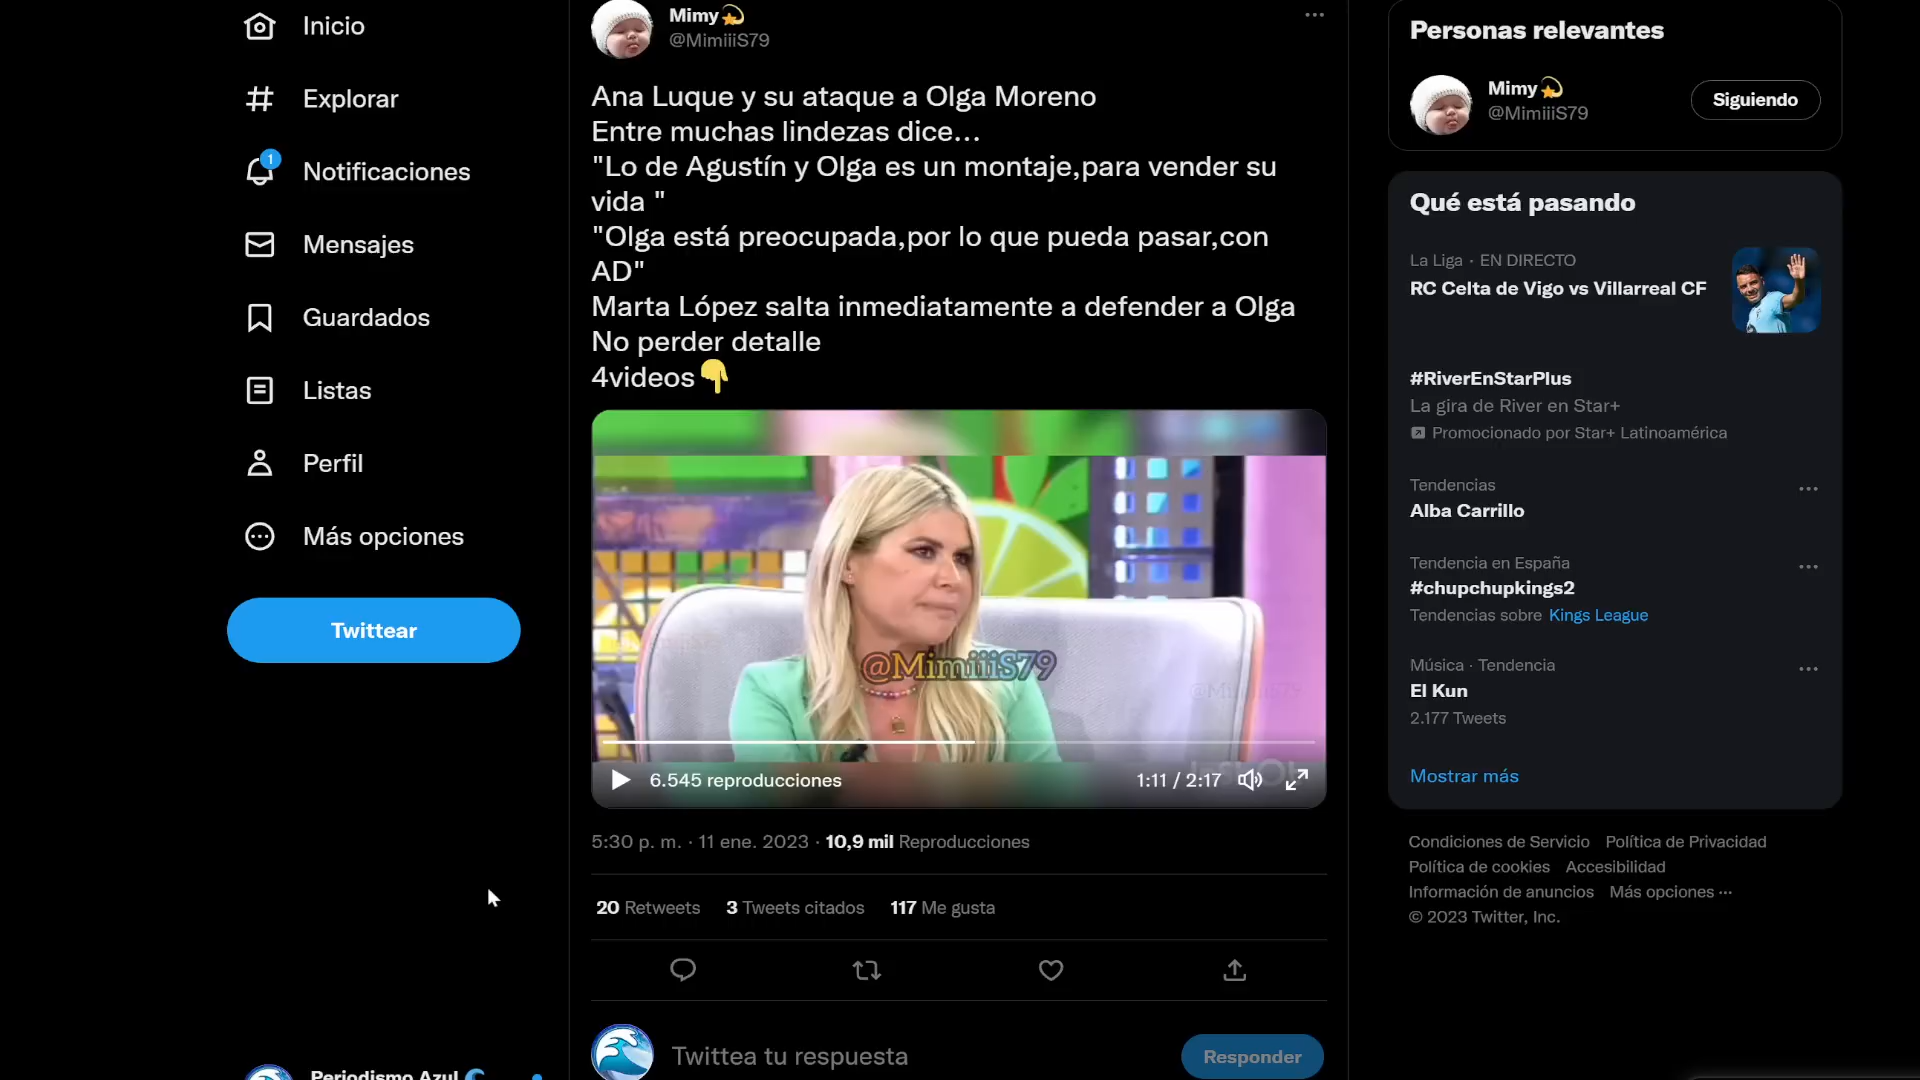 Inicio
Explorar
1
Notificaciones
Mensajes
Guardados
Listas
Perfil
Más opciones
Twittear
Periodismo Azul
Mimy
@MimiiiS79
Ana Luque y su ataque a Olga Moreno
Entre muchas lindezas dice...
"Lo de Agustín y Olga es un montaje,para vender su
vida "
"Olga está preocupada,por lo que pueda pasar,con
AD"
Marta López salta inmediatamente a defender a Olga
No perder detalle
4videos👇
@MimiiiS79
@MimiiiS79
6.545 reproducciones
1:11 / 2:17
5:30 p. m. · 11 ene. 2023 · 10,9 mil Reproducciones
20 Retweets 3 Tweets citados 117 Me gusta
Twittea tu respuesta
Responder
Personas relevantes
Mimy
@MimiiiS79
Siguiendo
Qué está pasando
La Liga · EN DIRECTO
RC Celta de Vigo vs Villarreal CF
#RiverEnStarPlus
La gira de River en Star+
Promocionado por Star+ Latinoamérica
Tendencias
Alba Carrillo
Tendencia en España
#chupchupkings2
Tendencias sobre Kings League
Música · Tendencia
El Kun
2.177 Tweets
Mostrar más
Condiciones de Servicio Política de Privacidad
Política de cookies Accesibilidad
Información de anuncios Más opciones ···
© 2023 Twitter, Inc.